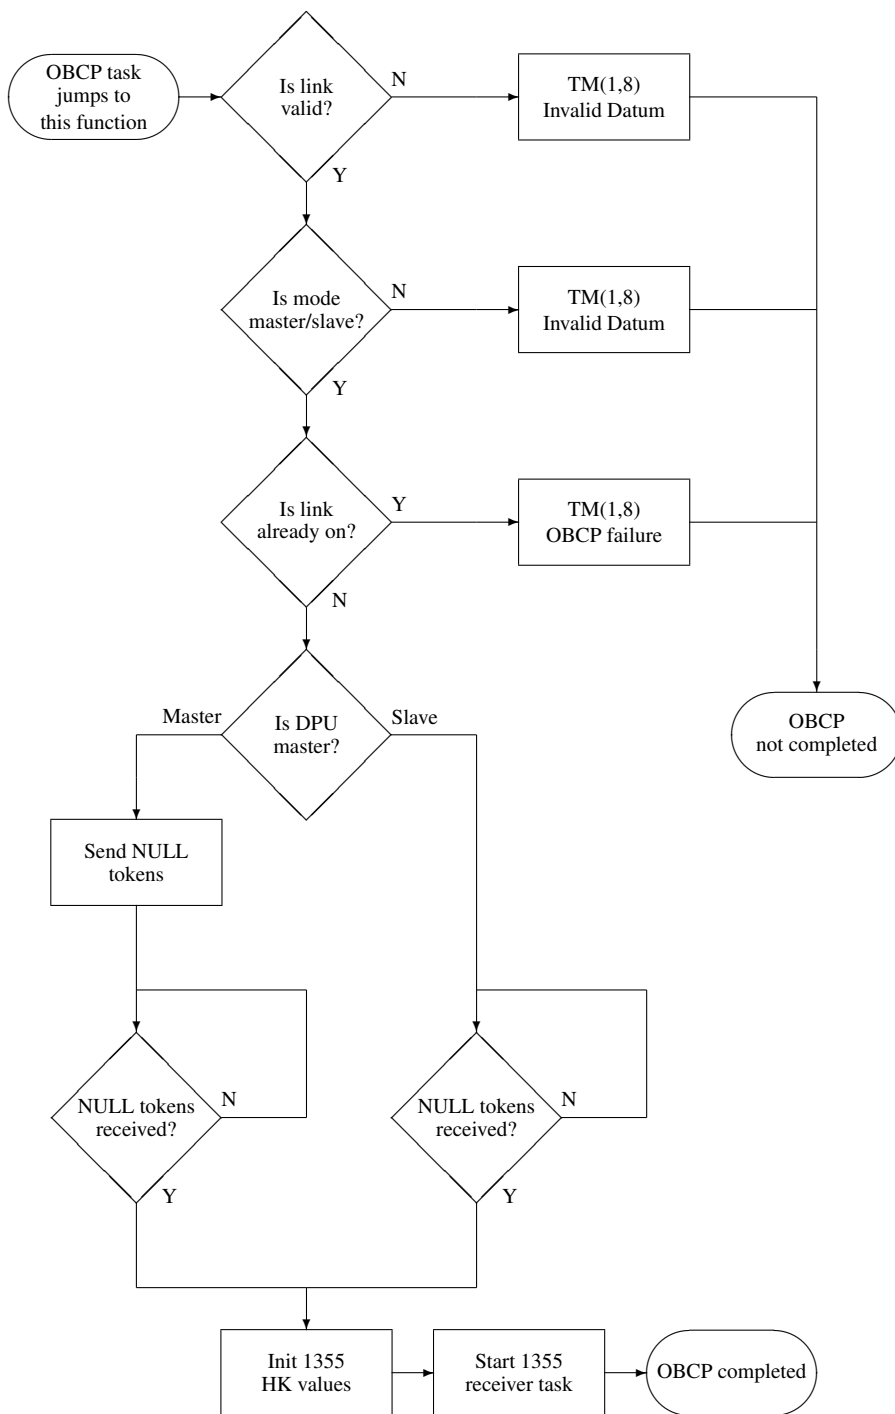 OBCP task
jumps to
this function
Is link
valid?
N
TM(1,8)
Invalid Datum
Y
Is mode
master/slave?
N
TM(1,8)
Invalid Datum
Y
Is link
already on?
Y
TM(1,8)
OBCP failure
N
Master
Is DPU
master?
Slave
OBCP
not completed
Send NULL
tokens
NULL tokens
received?
N
NULL tokens
received?
N
Y
Y
Init 1355
HK values
Start 1355
receiver task
OBCP completed